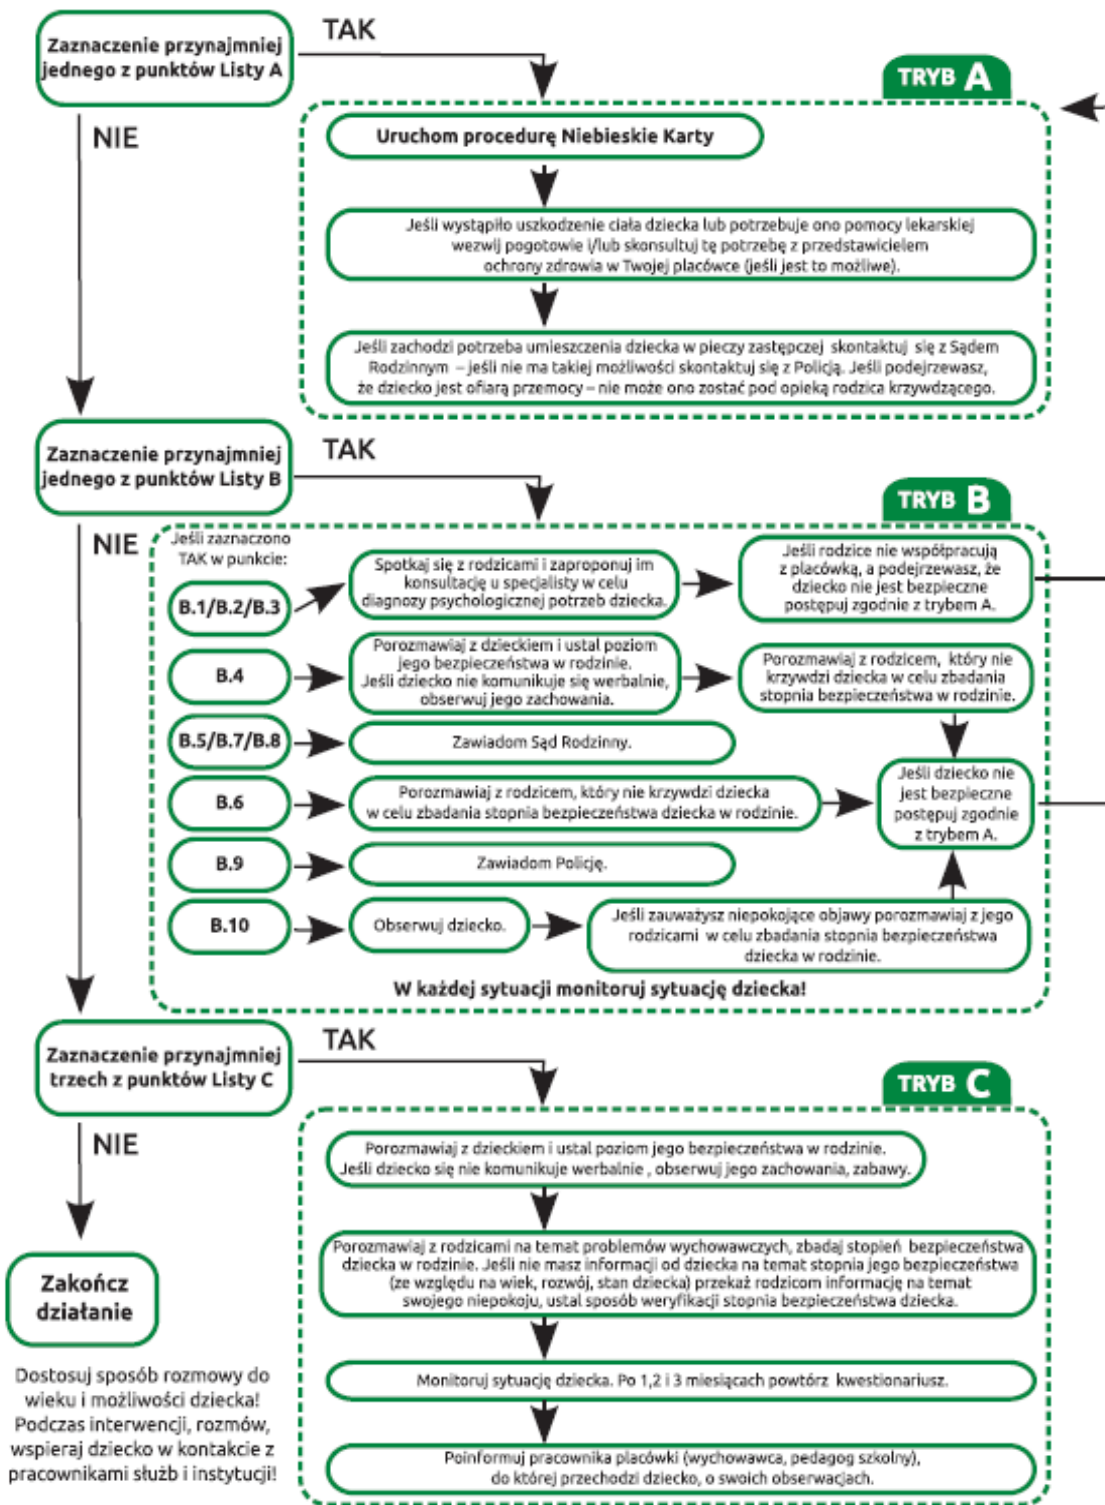 Zaznaczenie przynajmniej
jednego z punktów Listy A
TAK
NIE
TRYB A
Uruchom procedurę Niebieskie Karty
Jeśli wystąpiło uszkodzenie ciała dziecka lub potrzebuje ono pomocy lekarskiej
wezwij pogotowie i/lub skonsultuj tę potrzebę z przedstawicielem
ochrony zdrowia w Twojej placówce (jeśli jest to możliwe).
Jeśli zachodzi potrzeba umieszczenia dziecka w pieczy zastępczej skontaktuj się z Sądem
Rodzinnym – jeśli nie ma takiej możliwości skontaktuj się z Policją. Jeśli podejrzewasz,
że dziecko jest ofiarą przemocy – nie może ono zostać pod opieką rodzica krzywdzącego.
Zaznaczenie przynajmniej
jednego z punktów Listy B
TAK
NIE
TRYB B
Jeśli zaznaczono
TAK w punkcie:
B.1/B.2/B.3
Spotkaj się z rodzicami i zaproponuj im
konsultację u specjalisty w celu
diagnozy psychologicznej potrzeb dziecka.
Jeśli rodzice nie współpracują
z placówką, a podejrzewasz, że
dziecko nie jest bezpieczne
postępuj zgodnie z trybem A.
B.4
Porozmawiaj z dzieckiem i ustal poziom
jego bezpieczeństwa w rodzinie.
Jeśli dziecko nie komunikuje się werbalnie,
obserwuj jego zachowania.
Porozmawiaj z rodzicem, który nie
krzywdzi dziecka w celu zbadania
stopnia bezpieczeństwa w rodzinie.
B.5/B.7/B.8
Zawiadom Sąd Rodzinny.
B.6
Porozmawiaj z rodzicem, który nie krzywdzi dziecka
w celu zbadania stopnia bezpieczeństwa dziecka w rodzinie.
Jeśli dziecko nie
jest bezpieczne
postępuj zgodnie
z trybem A.
B.9
Zawiadom Policję.
B.10
Obserwuj dziecko.
Jeśli zauważysz niepokojące objawy porozmawiaj z jego
rodzicami w celu zbadania stopnia bezpieczeństwa
dziecka w rodzinie.
W każdej sytuacji monitoruj sytuację dziecka!
Zaznaczenie przynajmniej
trzech z punktów Listy C
TAK
NIE
TRYB C
Porozmawiaj z dzieckiem i ustal poziom jego bezpieczeństwa w rodzinie.
Jeśli dziecko się nie komunikuje werbalnie , obserwuj jego zachowania, zabawy.
Porozmawiaj z rodzicami na temat problemów wychowawczych, zbadaj stopień bezpieczeństwa
dziecka w rodzinie. Jeśli nie masz informacji od dziecka na temat stopnia jego bezpieczeństwa
(ze względu na wiek, rozwój, stan dziecka) przekaż rodzicom informację na temat
swojego niepokoju, ustal sposób weryfikacji stopnia bezpieczeństwa dziecka.
Monitoruj sytuację dziecka. Po 1,2 i 3 miesiącach powtórz kwestionariusz.
Poinformuj pracownika placówki (wychowawca, pedagog szkolny),
do której przechodzi dziecko, o swoich obserwacjach.
Zakończ
działanie
Dostosuj sposób rozmowy do
wieku i możliwości dziecka!
Podczas interwencji, rozmów,
wspieraj dziecko w kontakcie z
pracownikami służb i instytucji!